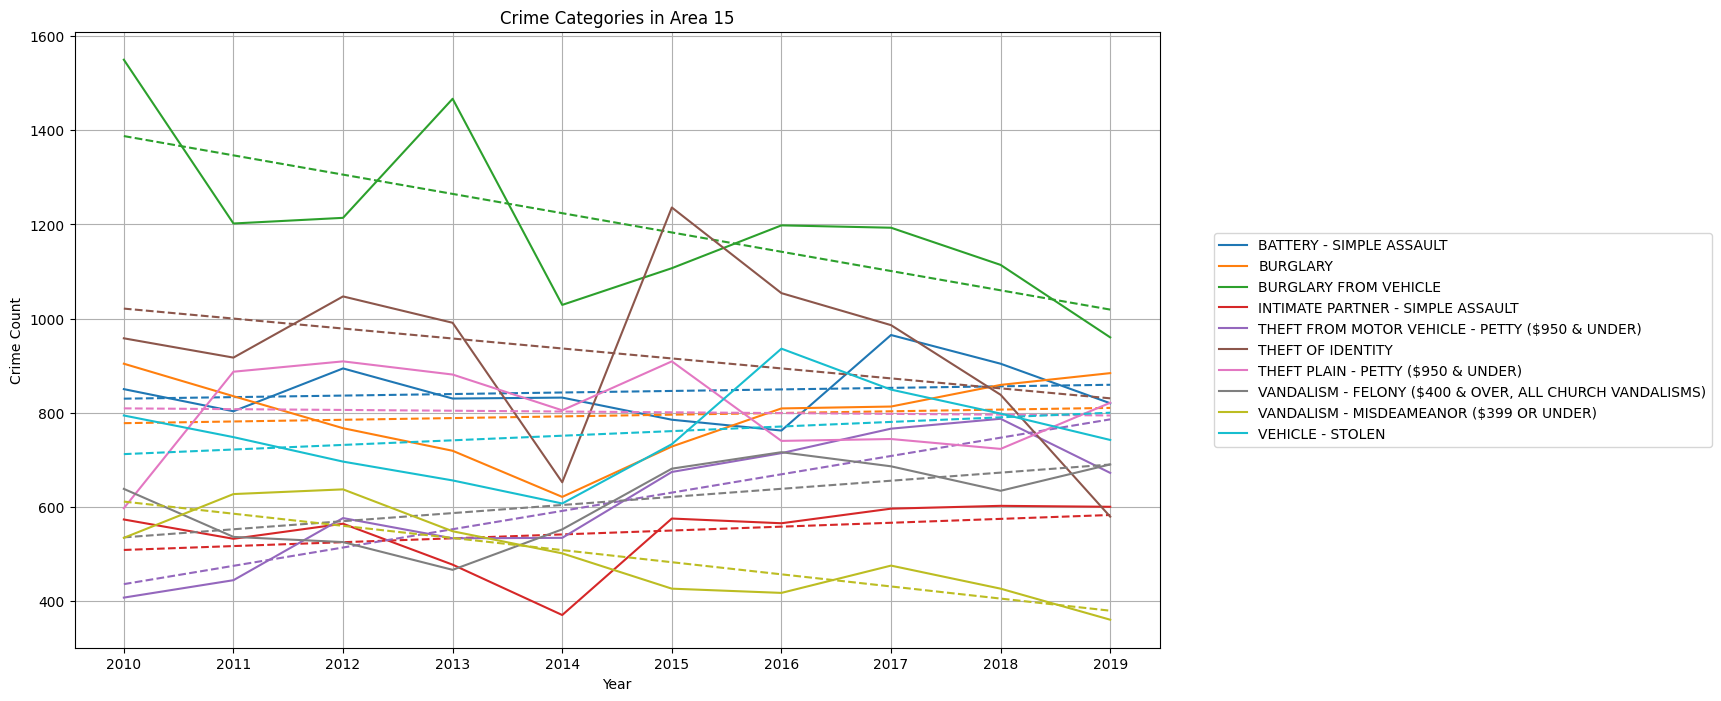 Crime Categories in Area 15
1600
1400
1200
1000
800
600
400
Crime Count
2010 2011 2012 2013 2014 2015 2016 2017 2018 2019
Year
BATTERY - SIMPLE ASSAULT
BURGLARY
BURGLARY FROM VEHICLE
INTIMATE PARTNER - SIMPLE ASSAULT
THEFT FROM MOTOR VEHICLE - PETTY ($950 & UNDER)
THEFT OF IDENTITY
THEFT PLAIN - PETTY ($950 & UNDER)
VANDALISM - FELONY ($400 & OVER, ALL CHURCH VANDALISMS)
VANDALISM - MISDEAMEANOR ($399 OR UNDER)
VEHICLE - STOLEN